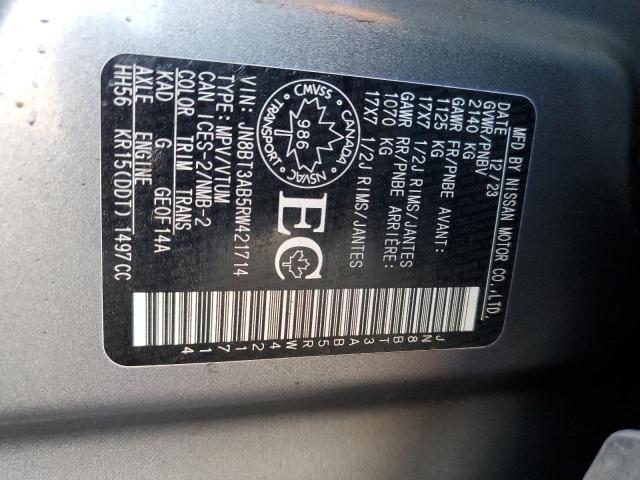 MFD BY NISSAN MOTOR CO.,LTD.
DATE 12/23
GVWR/PNBV
2140 KG
GAWR FR/PNBE AVANT:
1125 KG
17X7 1/2J RIMS/JANTES
GAWR RR/PNBE ARRIÈRE:
1070 KG
17X7 1/2J RIMS/JANTES
CMVSS
CANADA
TRANSPORT
NSVAC
986
EC
VIN: JN8BT3AB5RW421714
TYPE: MPV/VTUM
CAN ICES-2/NMB-2
COLOR TRIM TRANS
KAD G GE0F14A
AXLE ENGINE
HH56 KR15(DDT) 1497CC
JN8BT3AB5RW421714